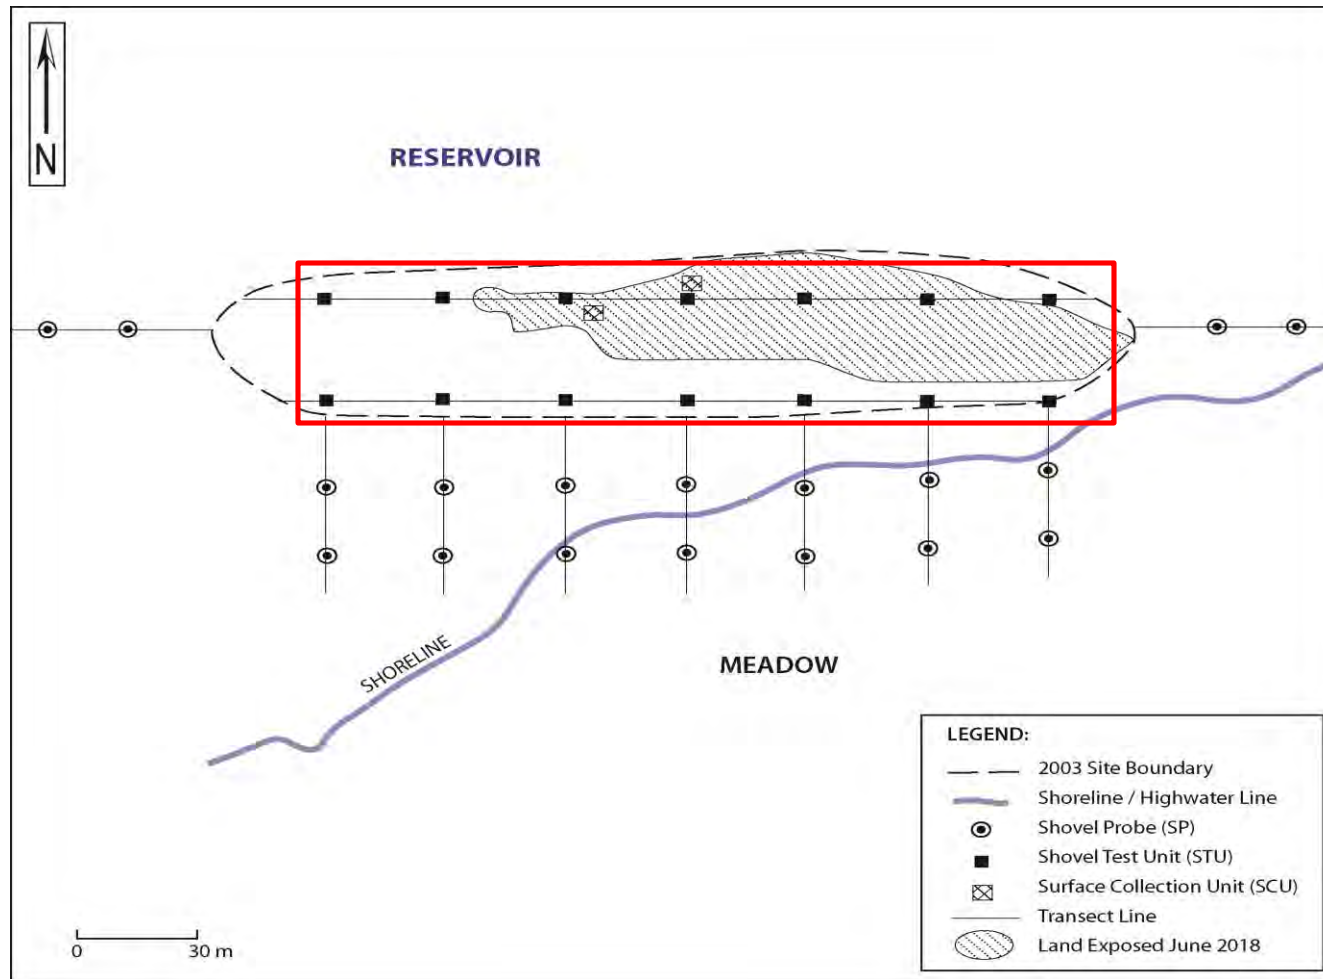 N
RESERVOIR
SHORELINE
MEADOW
LEGEND:
2003 Site Boundary
Shoreline / Highwater Line
Shovel Probe (SP)
Shovel Test Unit (STU)
Surface Collection Unit (SCU)
Transect Line
Land Exposed June 2018
0 30 m